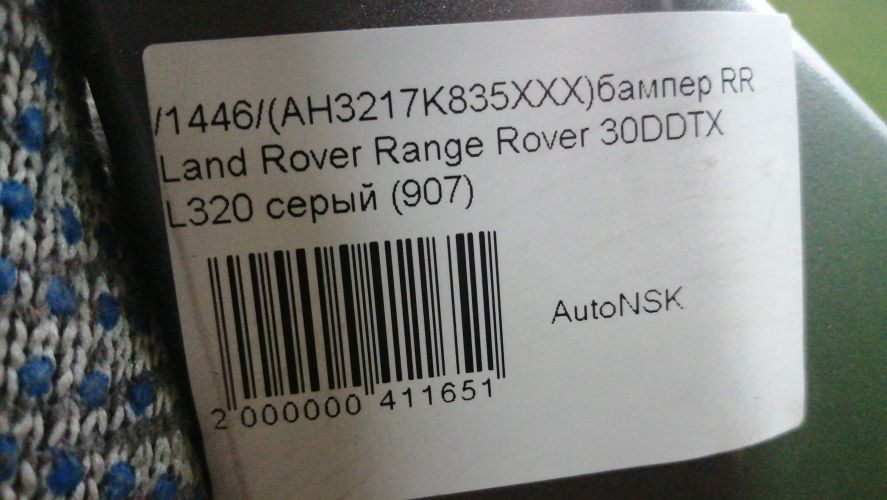 /1446/(AH3217K835XXX)бампер RR
Land Rover Range Rover 30DDTX
L320 серый (907)
AutoNSK
2 000000 411651